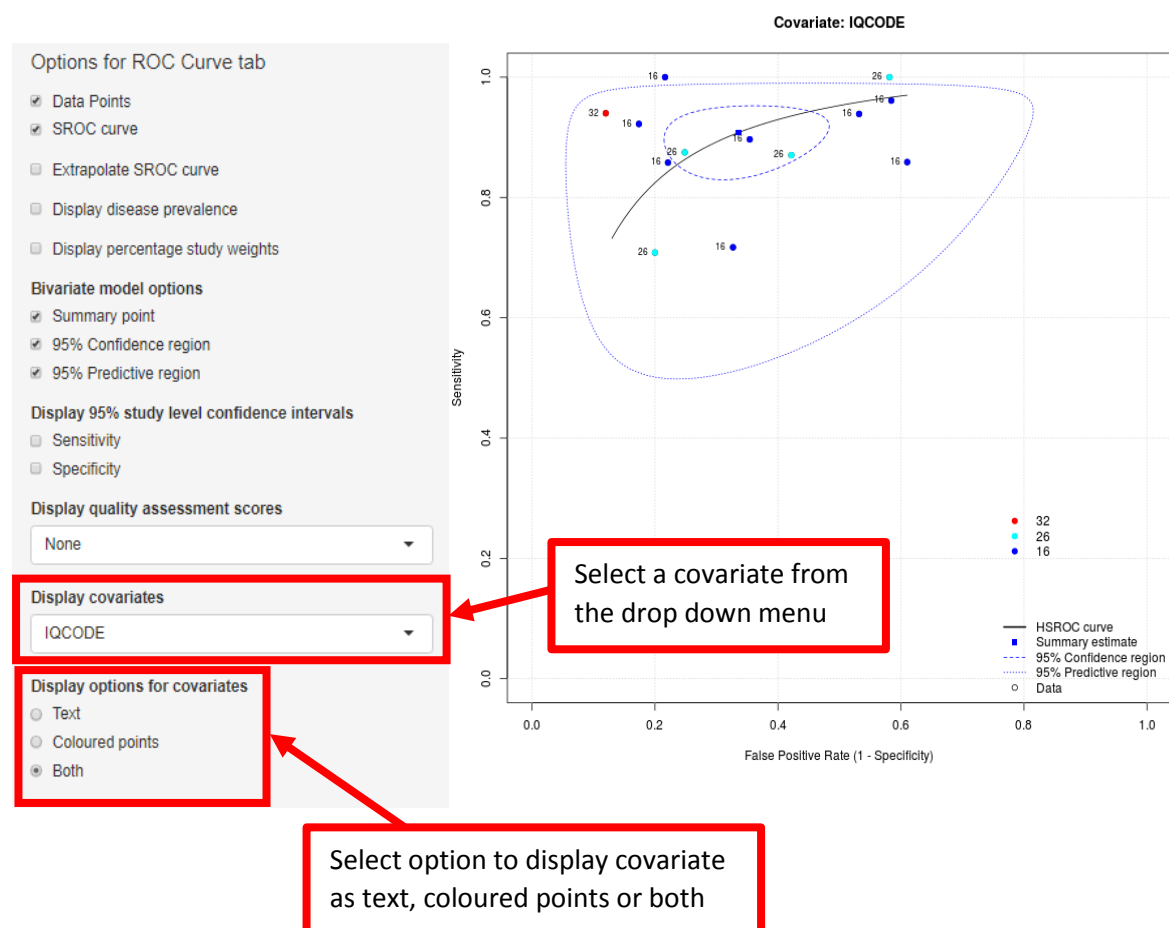 Covariate: IQCODE
Options for ROC Curve tab
Data Points
SROC curve
Extrapolate SROC curve
Display disease prevalence
Display percentage study weights
Bivariate model options
Summary point
95% Confidence region
95% Predictive region
Display 95% study level confidence intervals
Sensitivity
Specificity
Display quality assessment scores
None
Display covariates
IQCODE
Display options for covariates
Text
Coloured points
Both
Select a covariate from
the drop down menu
Select option to display covariate
as text, coloured points or both
Sensitivity
1.0
0.8
0.6
0.4
0.2
0.0
16
26
32
16
16
16
16
26
16
26
16
16
26
16
32
26
16
HSROC curve
Summary estimate
95% Confidence region
95% Predictive region
Data
0.0 0.2 0.4 0.6 0.8 1.0
False Positive Rate (1 - Specificity)